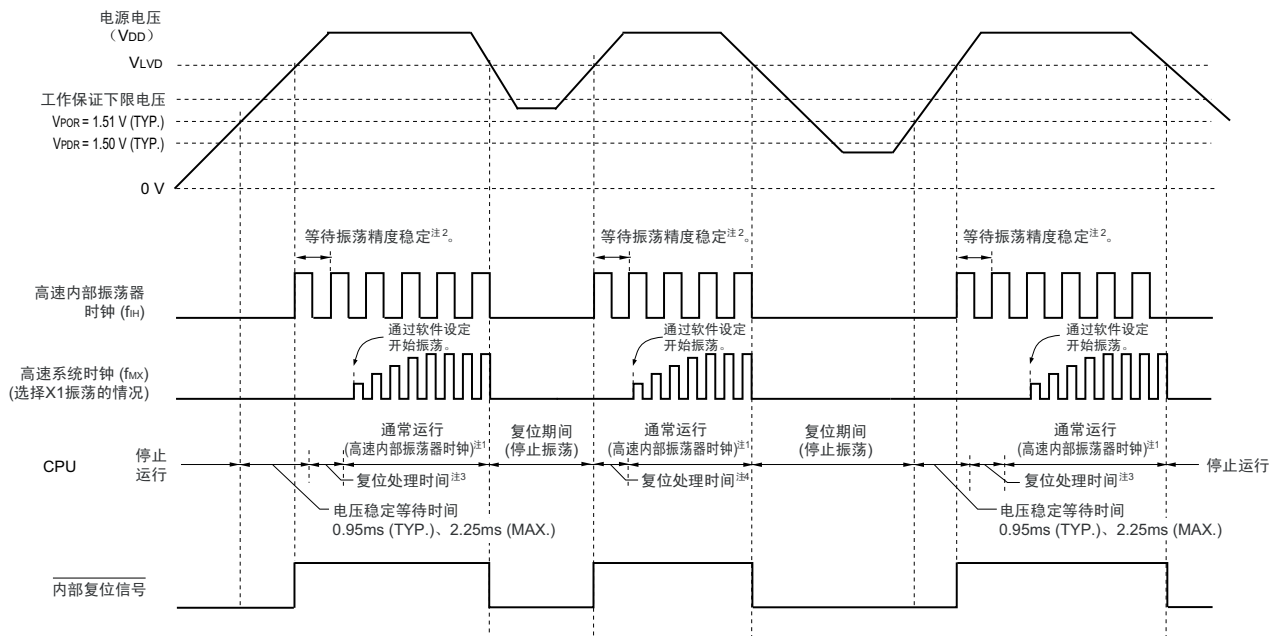 电源电压
（VDD）
VLVD
工作保证下限电压
VPOR = 1.51 V (TYP.)
VPDR = 1.50 V (TYP.)
0 V
等待振荡精度稳定注2。
等待振荡精度稳定注2。
等待振荡精度稳定注2。
高速内部振荡器
时钟 (fIH)
通过软件设定
开始振荡。
通过软件设定
开始振荡。
通过软件设定
开始振荡。
高速系统时钟 (fMX)
(选择X1振荡的情况)
CPU
停止
运行
通常运行
(高速内部振荡器时钟)注1
复位期间
(停止振荡)
通常运行
(高速内部振荡器时钟)注1
复位期间
(停止振荡)
通常运行
(高速内部振荡器时钟)注1
停止运行
复位处理时间注3
复位处理时间注4
复位处理时间注3
电压稳定等待时间
0.95ms (TYP.)、2.25ms (MAX.)
电压稳定等待时间
0.95ms (TYP.)、2.25ms (MAX.)
内部复位信号